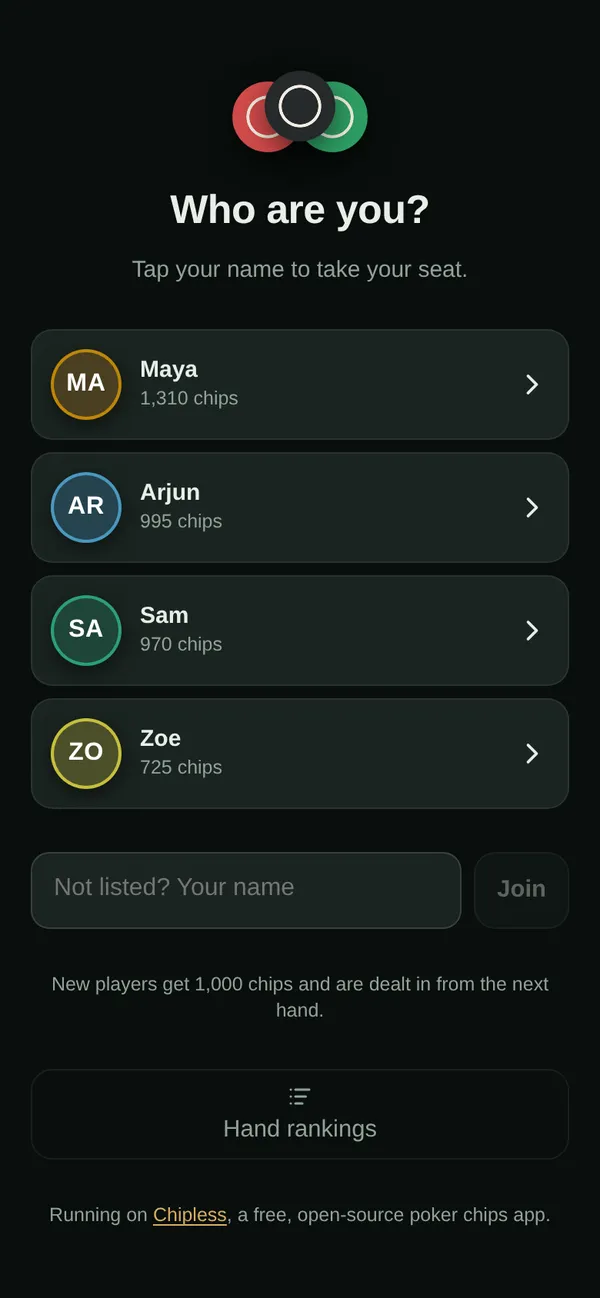 Who are you?
Tap your name to take your seat.
MA
Maya
1,310 chips
AR
Arjun
995 chips
SA
Sam
970 chips
ZO
Zoe
725 chips
Not listed? Your name
Join
New players get 1,000 chips and are dealt in from the next
hand.
Hand rankings
Running on Chipless, a free, open-source poker chips app.